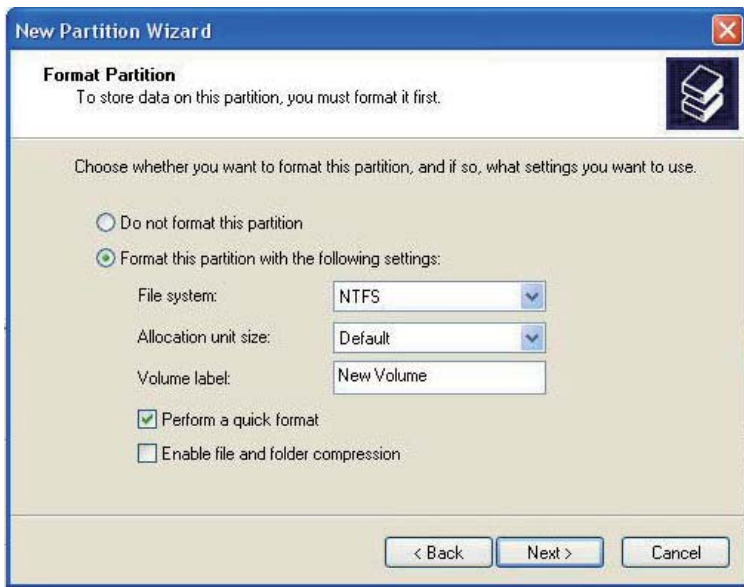 New Partition Wizard
Format Partition
To store data on this partition, you must format it first.
Choose whether you want to format this partition, and if so, what settings you want to use.
Do not format this partition
Format this partition with the following settings:
File system: NTFS
Allocation unit size: Default
Volume label: New Volume
Perform a quick format
Enable file and folder compression
< Back Next > Cancel